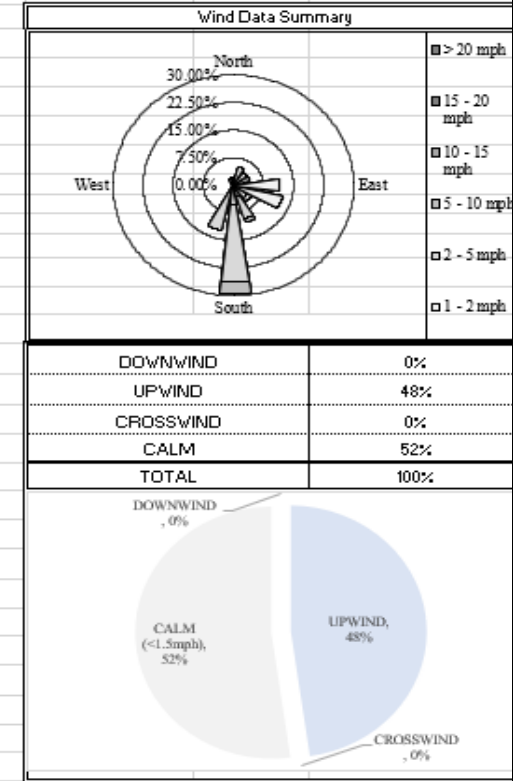 Wind Data Summary
North
30.00%
22.50%
15.00%
7.50%
0.00%
West
East
South
> 20 mph
15 - 20
mph
10 - 15
mph
5 - 10 mph
2 - 5 mph
1 - 2 mph
DOWNWIND 0%
UPWIND 48%
CROSSWIND 0%
CALM 52%
TOTAL 100%
DOWNWIND
, 0%
CALM
(<1.5mph),
52%
UPWIND,
48%
CROSSWIND
, 0%